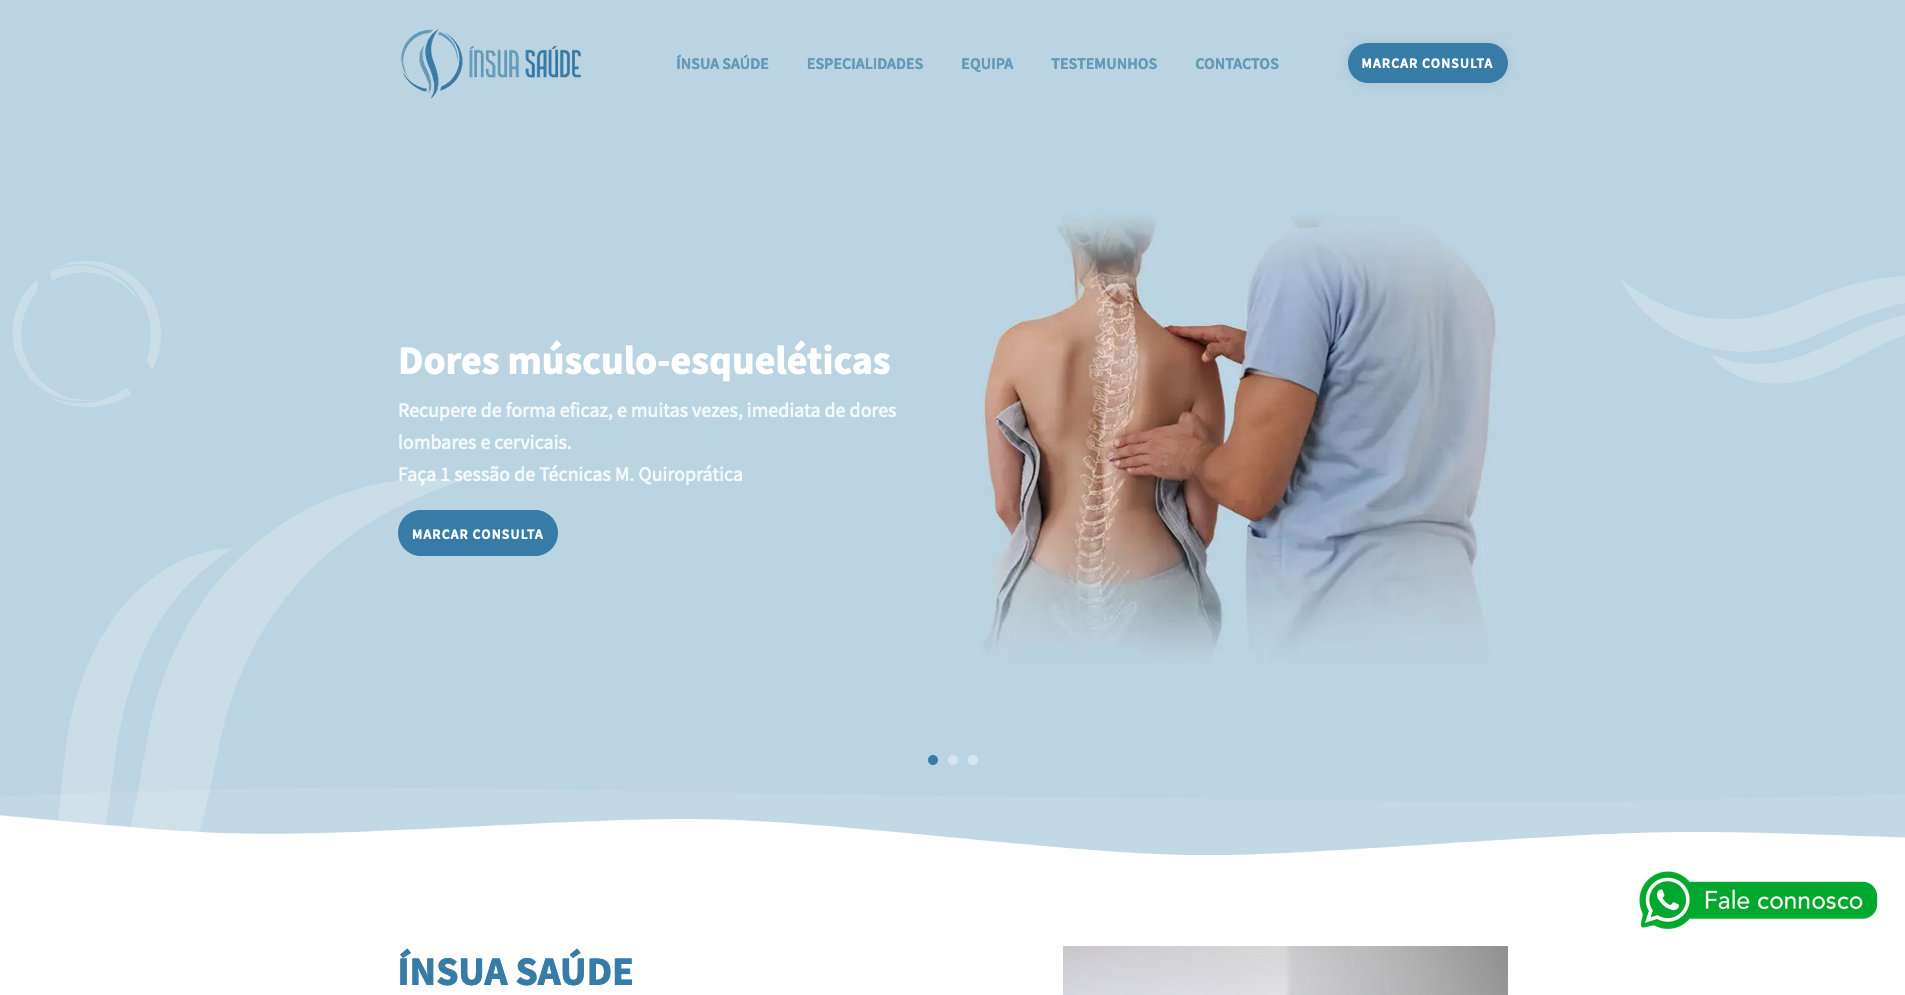 ÍNSUA SAÚDE
ÍNSUA SAÚDE
ESPECIALIDADES
EQUIPA
TESTEMUNHOS
CONTACTOS
MARCAR CONSULTA
Dores músculo-esqueléticas
Recupere de forma eficaz, e muitas vezes, imediata de dores
lombares e cervicais.
Faça 1 sessão de Técnicas M. Quiroprática
MARCAR CONSULTA
Fale connosco
ÍNSUA SAÚDE